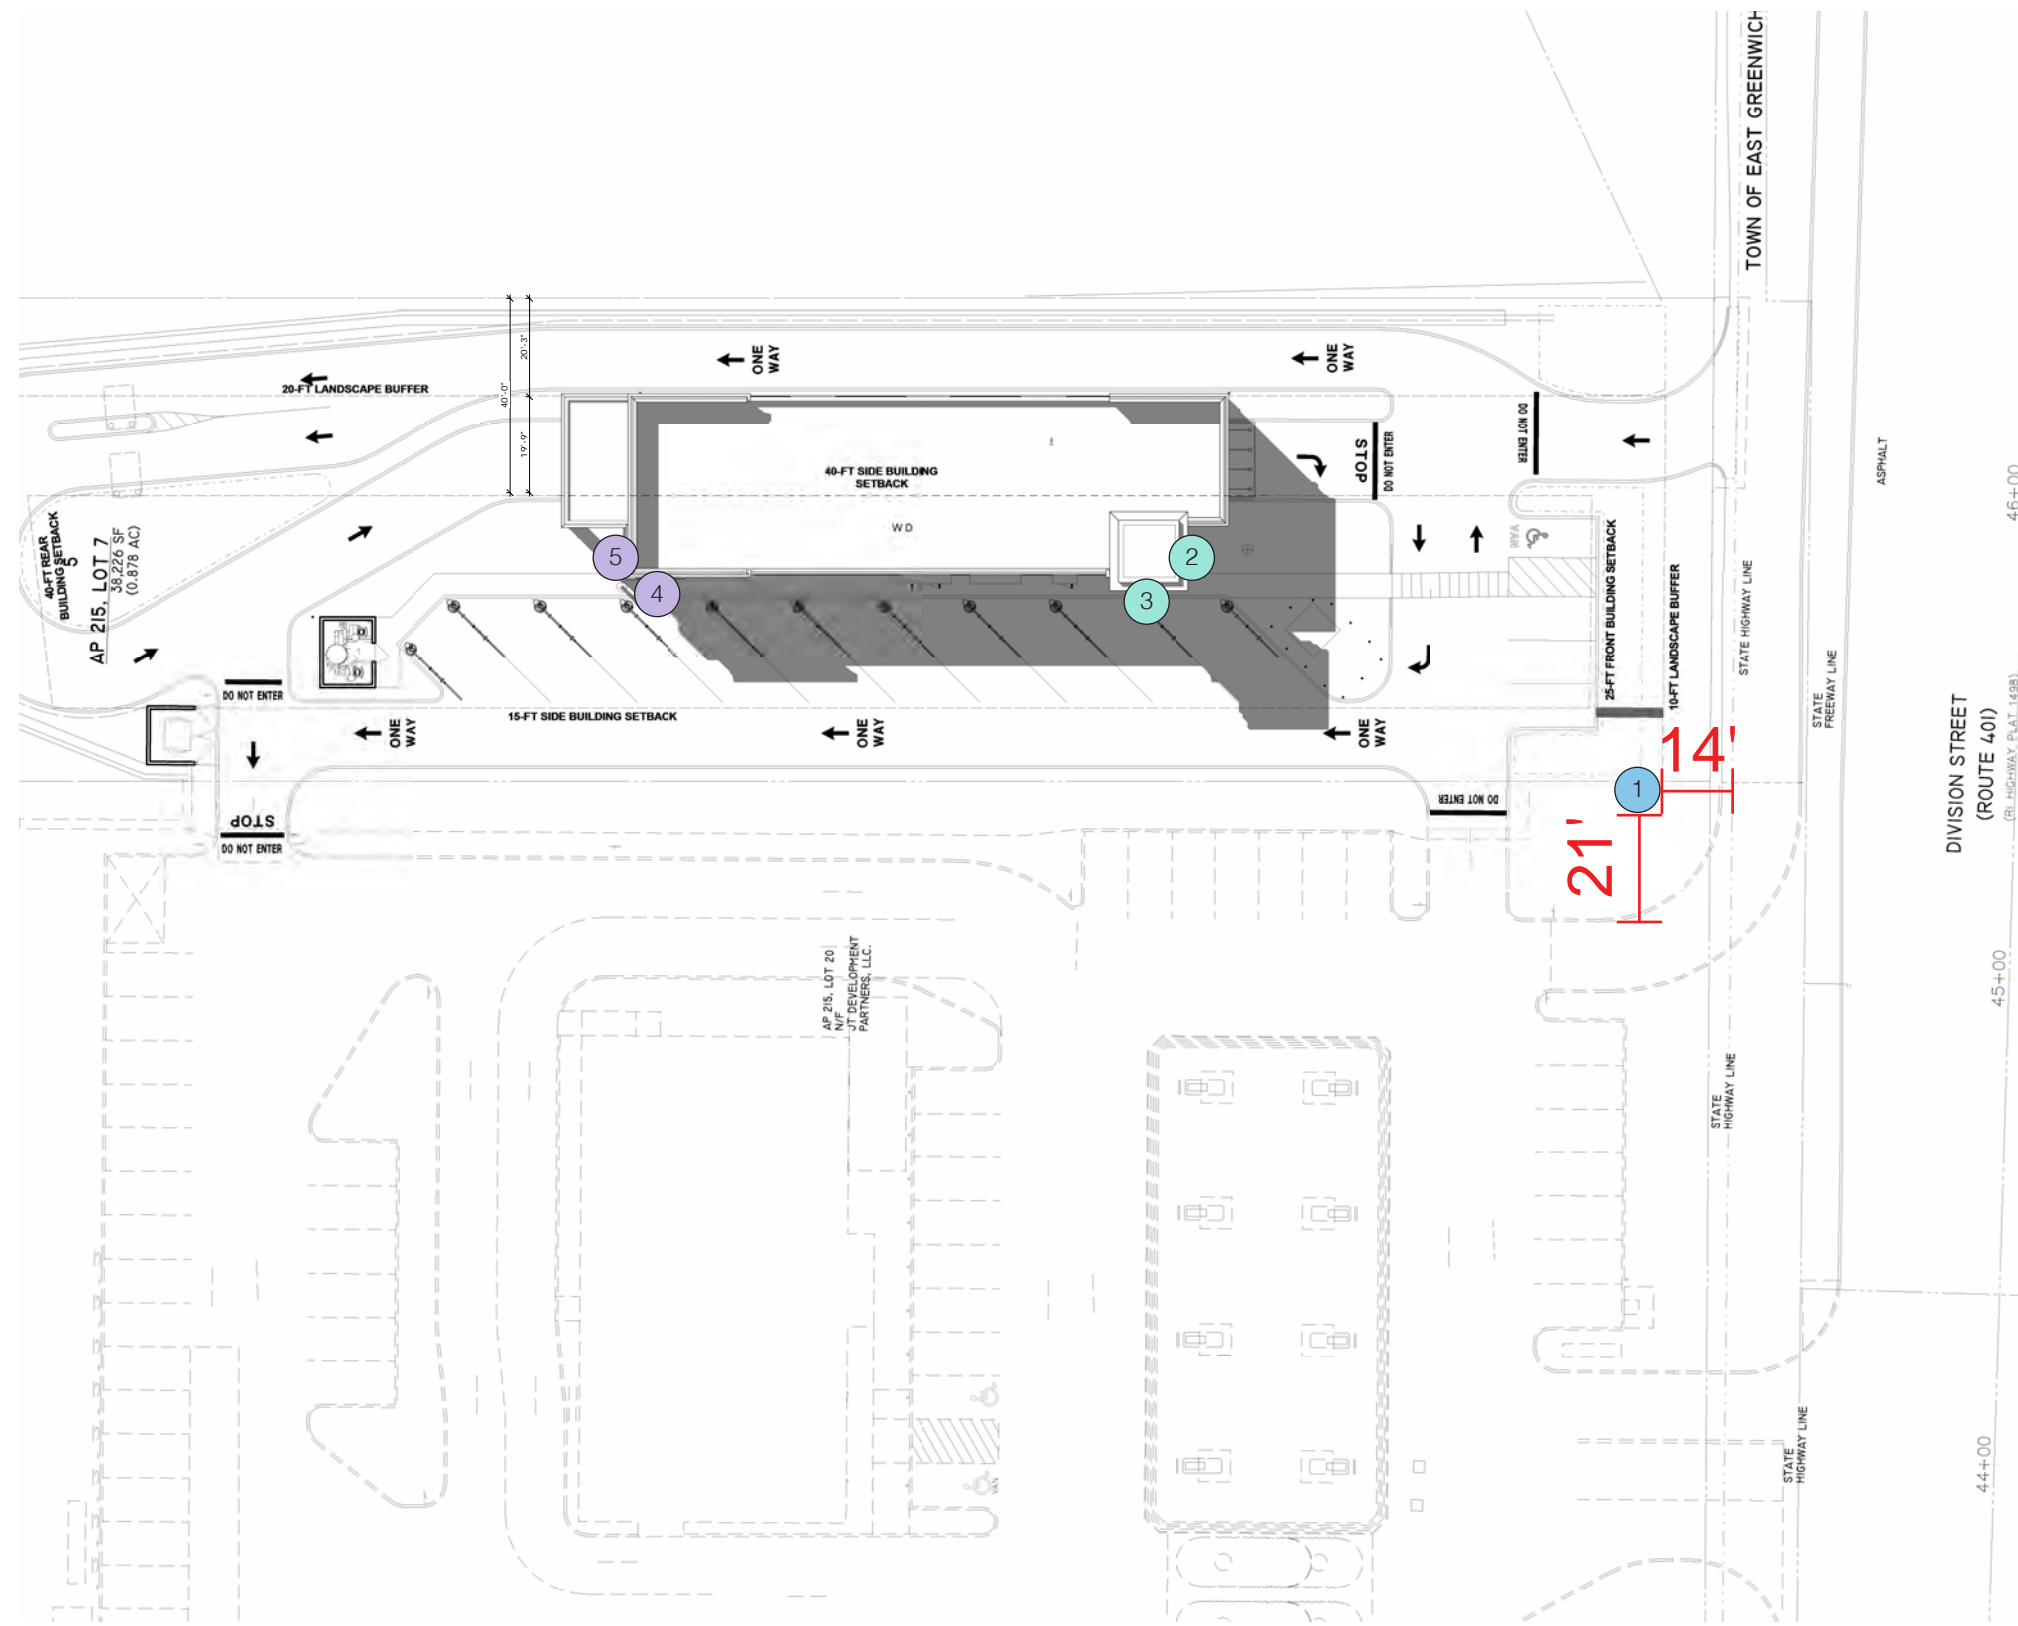 TOWN OF EAST GREENWICH
20'-3"
40'-0"
19'-9"
ONE
WAY
ONE
WAY
20-FT LANDSCAPE BUFFER
DO NOT ENTER
STOP
DO NOT ENTER
ASPHALT
46+00
40-FT SIDE BUILDING
SETBACK
WD
40-FT REAR
BUILDING SETBACK
5
AP 215, LOT 7
38,226 SF
(0.878 AC)
VAN
25-FT FRONT BUILDING SETBACK
10-FT LANDSCAPE BUFFER
STATE HIGHWAY LINE
5
2
4
3
STATE
FREEWAY LINE
DO NOT ENTER
15-FT SIDE BUILDING SETBACK
ONE
WAY
ONE
WAY
ONE
WAY
14'
1
21'
DIVISION STREET
(ROUTE 401)
(RI HIGHWAY PLAT 1498)
DO NOT ENTER
STOP
DO NOT ENTER
AP 215, LOT 20
N/F
JT DEVELOPMENT
PARTNERS, LLC.
45+00
STATE
HIGHWAY LINE
VAN
STATE
HIGHWAY LINE
44+00